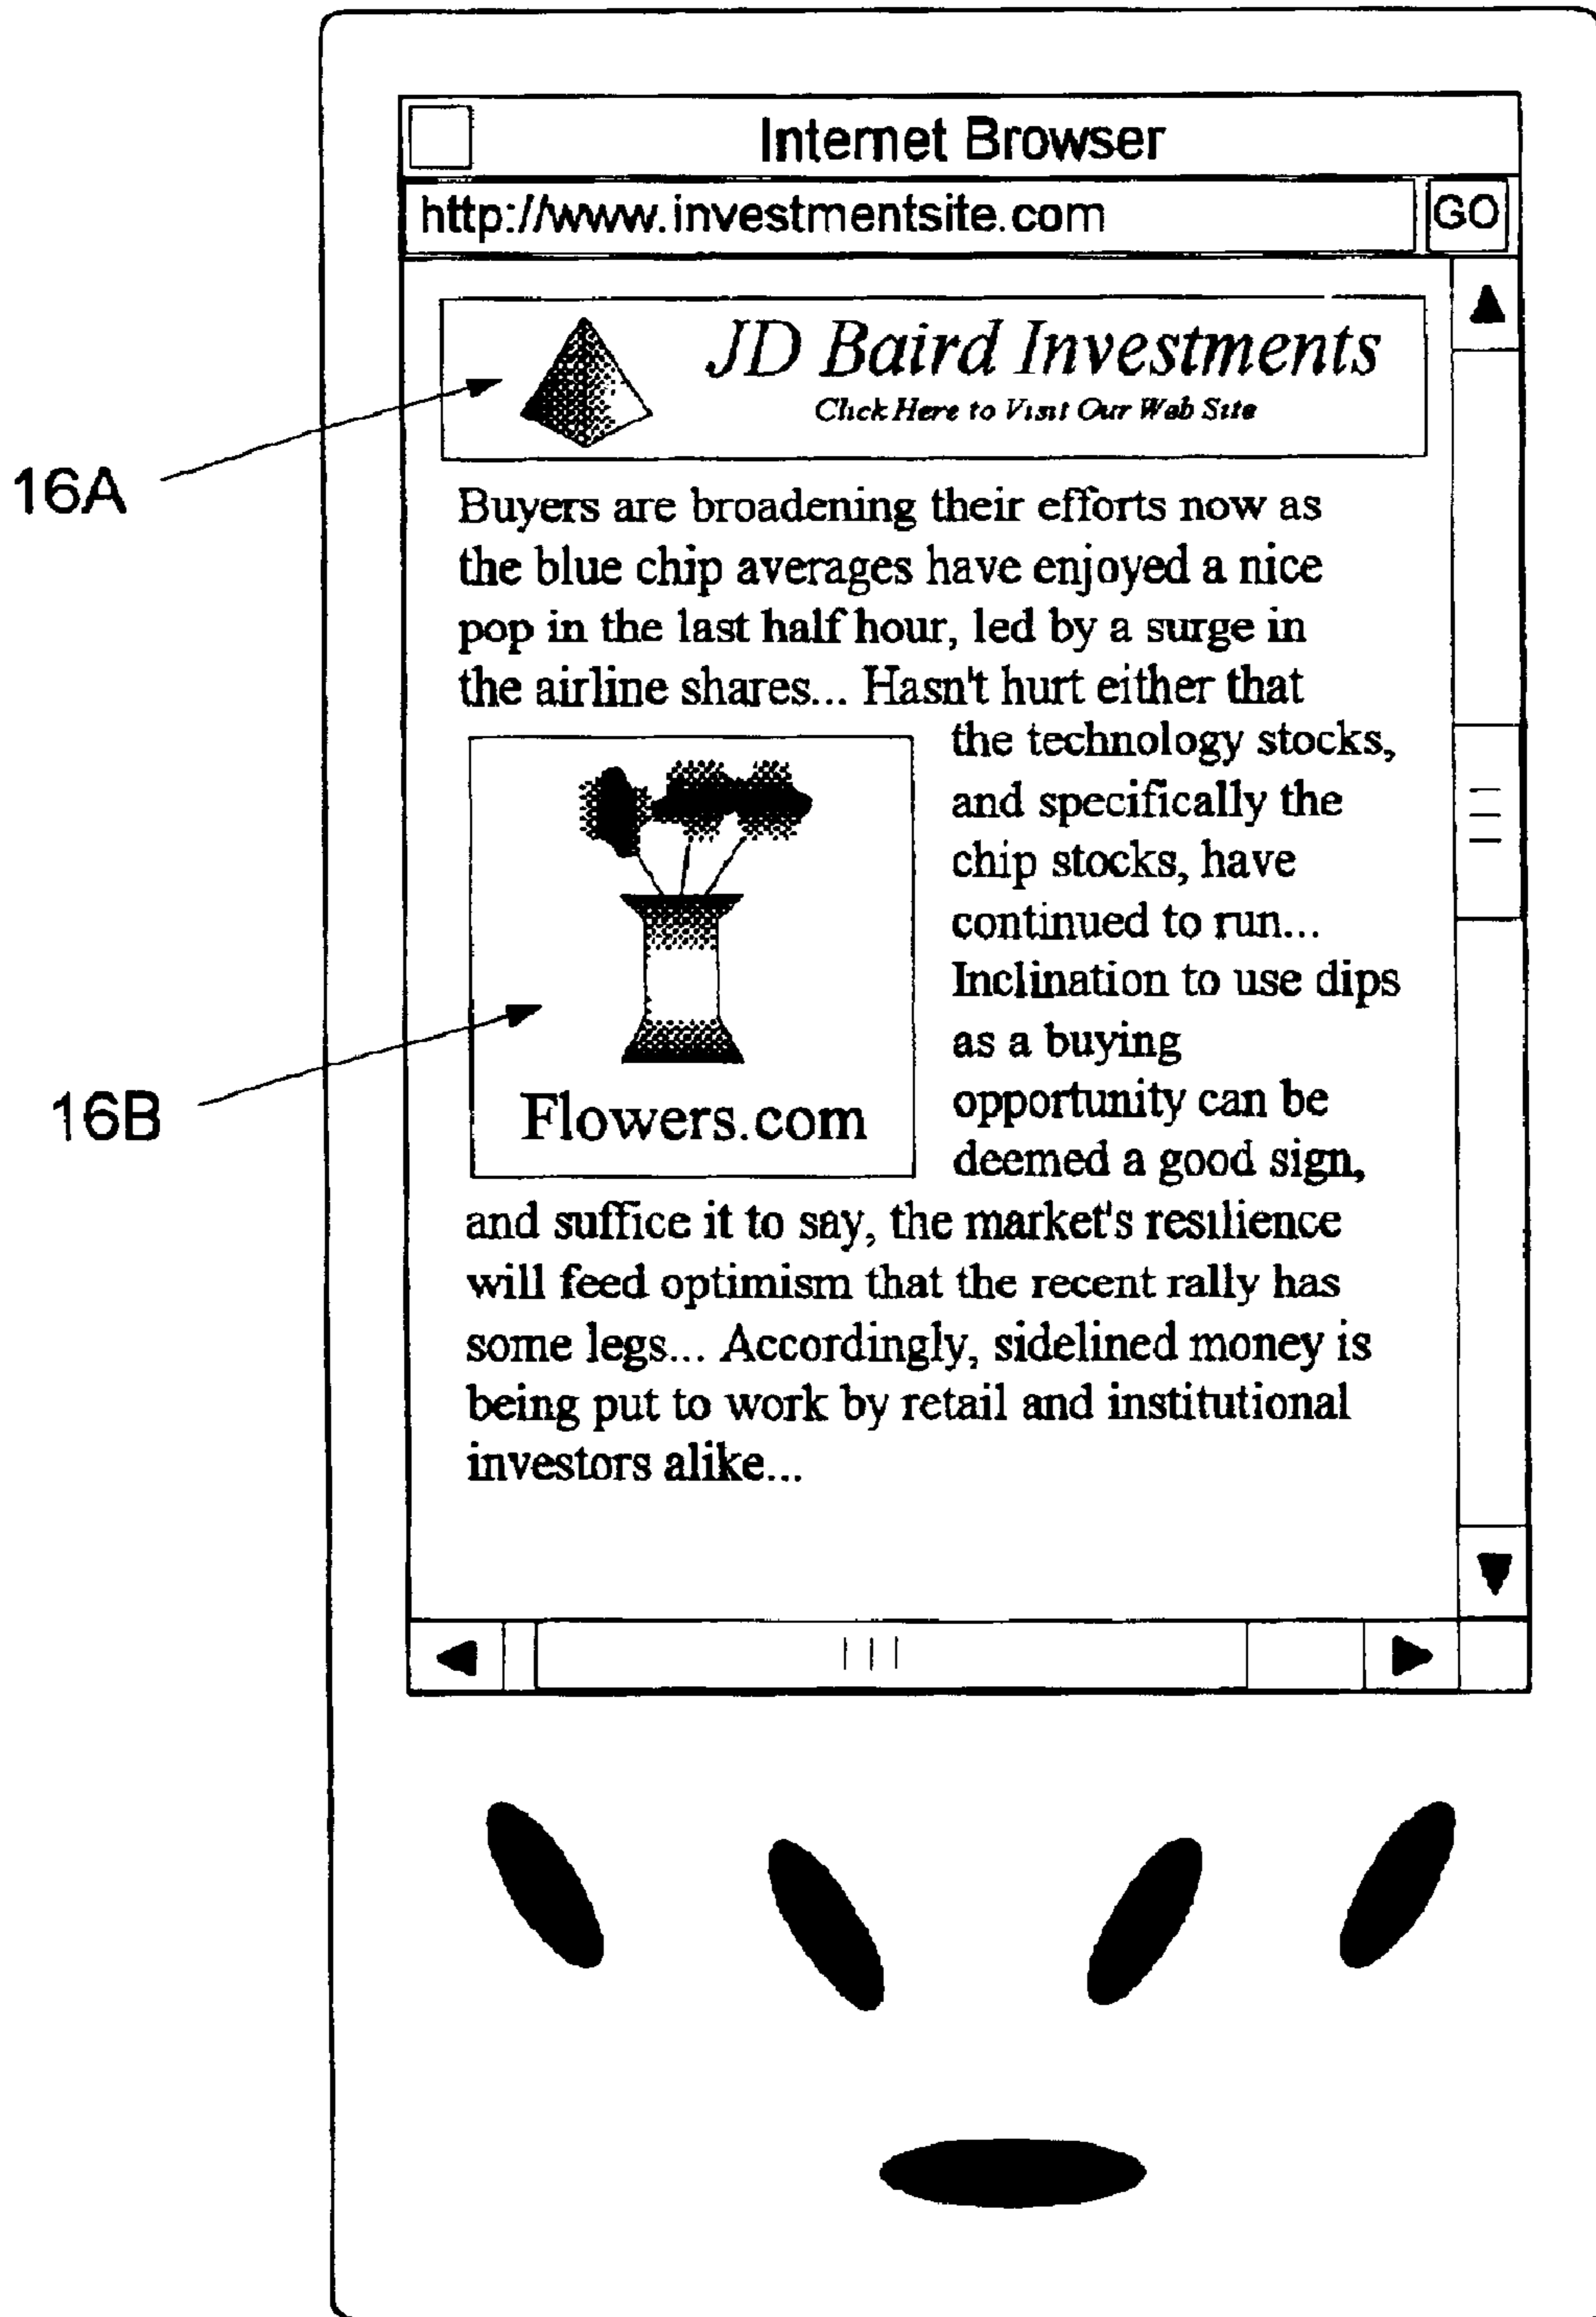 Internet Browser
http://www.investmentsite.com GO
JD Baird Investments
Click Here to Visit Our Web Site
16A
Buyers are broadening their efforts now as
the blue chip averages have enjoyed a nice
pop in the last half hour, led by a surge in
the airline shares... Hasn't hurt either that
the technology stocks,
and specifically the
chip stocks, have
continued to run...
Inclination to use dips
as a buying
opportunity can be
deemed a good sign,
16B
Flowers.com
and suffice it to say, the market's resilience
will feed optimism that the recent rally has
some legs... Accordingly, sidelined money is
being put to work by retail and institutional
investors alike...